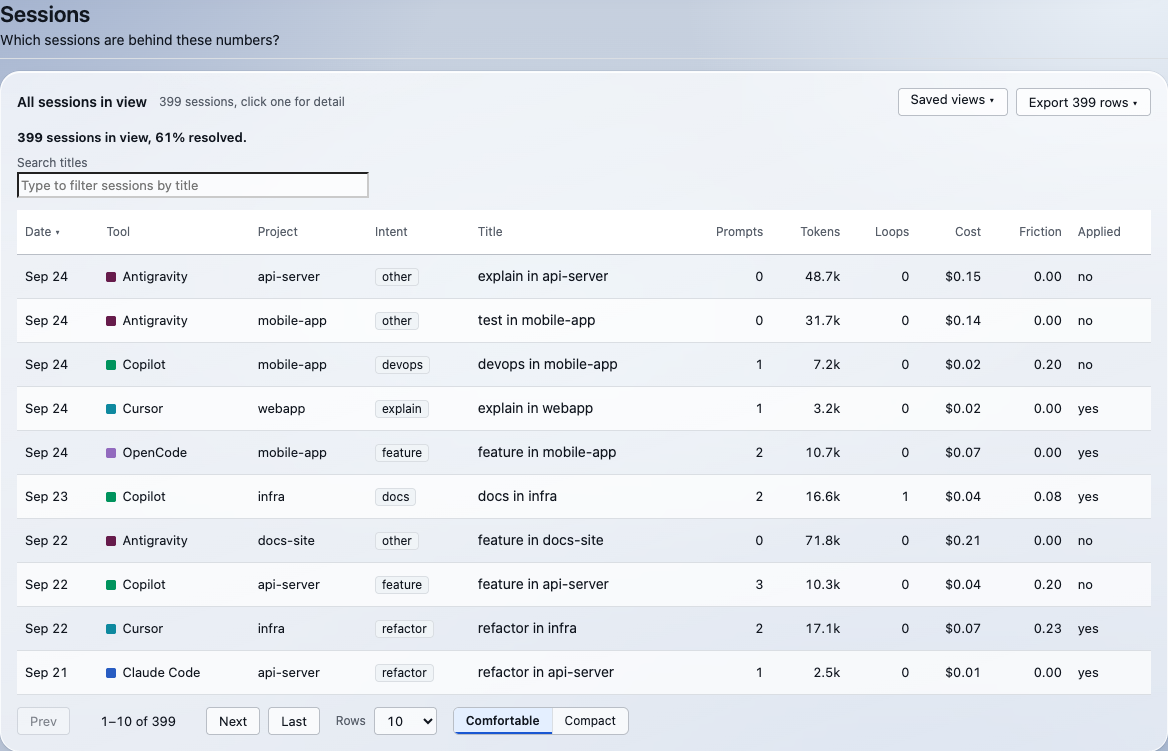 Sessions
Which sessions are behind these numbers?
All sessions in view 399 sessions, click one for detail Saved views ▾ Export 399 rows ▾
399 sessions in view, 61% resolved.
Search titles
Type to filter sessions by title
Date ▾ Tool Project Intent Title Prompts Tokens Loops Cost Friction Applied
Sep 24 Antigravity api-server other explain in api-server 0 48.7k 0 $0.15 0.00 no
Sep 24 Antigravity mobile-app other test in mobile-app 0 31.7k 0 $0.14 0.00 no
Sep 24 Copilot mobile-app devops devops in mobile-app 1 7.2k 0 $0.02 0.20 no
Sep 24 Cursor webapp explain explain in webapp 1 3.2k 0 $0.02 0.00 yes
Sep 24 OpenCode mobile-app feature feature in mobile-app 2 10.7k 0 $0.07 0.00 yes
Sep 23 Copilot infra docs docs in infra 2 16.6k 1 $0.04 0.08 yes
Sep 22 Antigravity docs-site other feature in docs-site 0 71.8k 0 $0.21 0.00 no
Sep 22 Copilot api-server feature feature in api-server 3 10.3k 0 $0.04 0.20 no
Sep 22 Cursor infra refactor refactor in infra 2 17.1k 0 $0.07 0.23 yes
Sep 21 Claude Code api-server refactor refactor in api-server 1 2.5k 0 $0.01 0.00 yes
Prev 1–10 of 399 Next Last Rows 10 Comfortable Compact